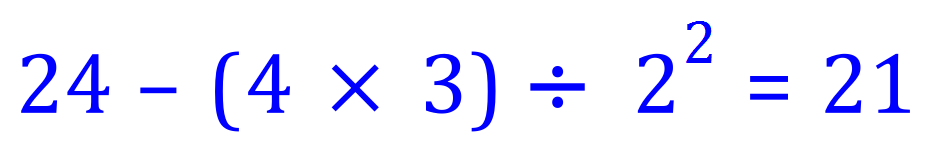 24 – (4 × 3) ÷ 2² = 21